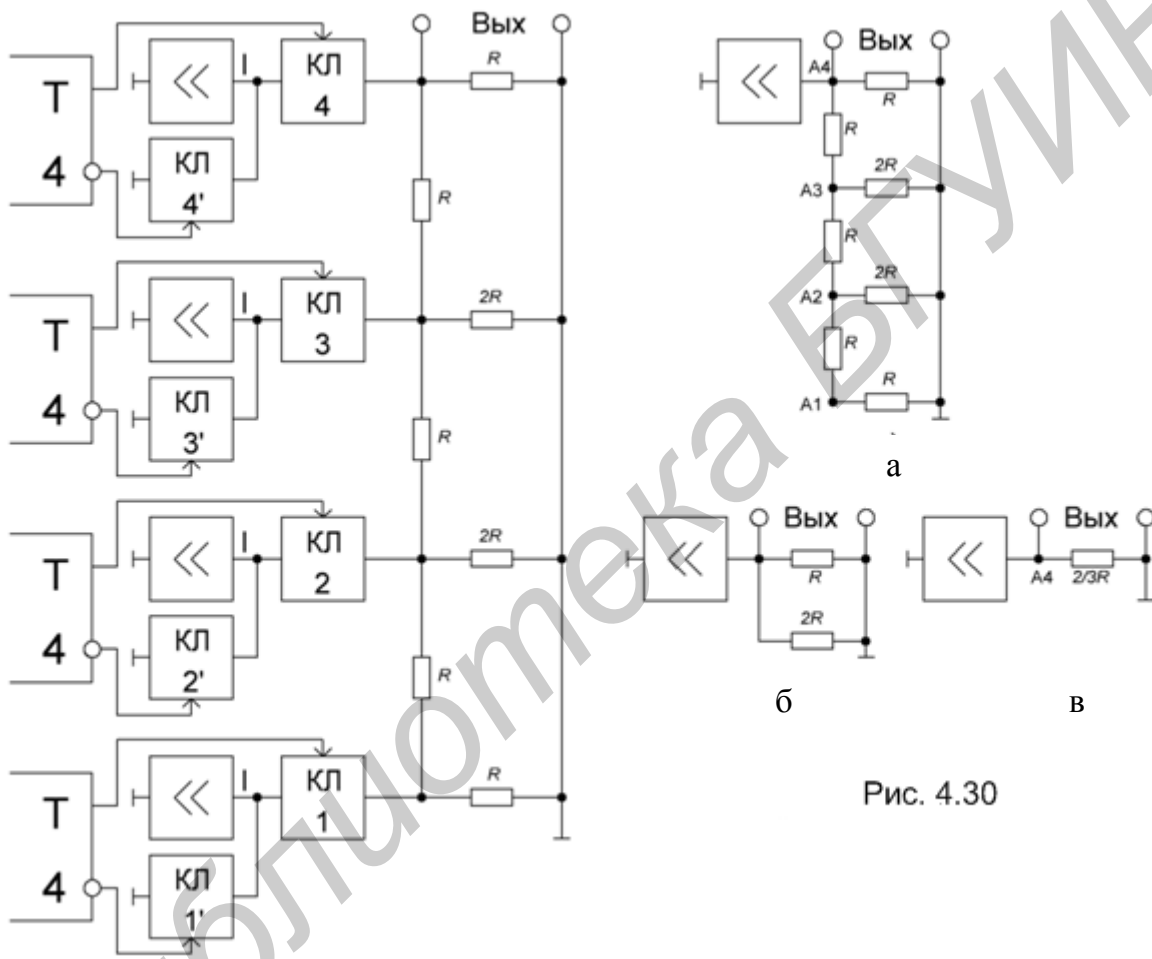 Вых
Т
4
<<
I
КЛ
4
R
КЛ
4'
R
Т
4
<<
I
КЛ
3
2R
КЛ
3'
R
Т
4
<<
I
КЛ
2
2R
КЛ
2'
R
Т
4
<<
I
КЛ
1
R
КЛ
1'
<<
A4
Вых
R
R
A3
2R
R
A2
2R
R
A1
R
а
<<
Вых
R
2R
б
<<
Вых
A4
2/3R
в
Рис. 4.30
блиотека БГУИ